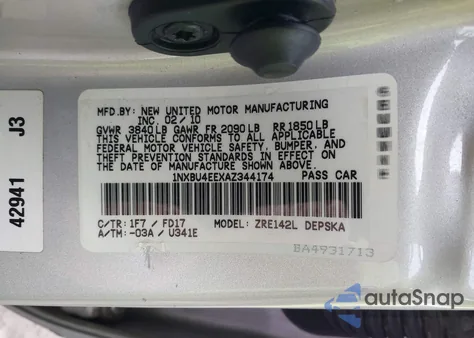 MFD.BY: NEW UNITED MOTOR MANUFACTURING
INC. 02/10
GVWR 3840LB GAWR FR 2090LB RR 1850LB
THIS VEHICLE CONFORMS TO ALL APPLICABLE
FEDERAL MOTOR VEHICLE SAFETY, BUMPER, AND
THEFT PREVENTION STANDARDS IN EFFECT ON
THE DATE OF MANUFACTURE SHOWN ABOVE.
1NXBU4EEXAZ344174 PASS CAR
C/TR: 1F7 / FD17 MODEL: ZRE142L DEPSKA
A/TM: -03A / U341E
BA4931713
42941 J3
autoSnap